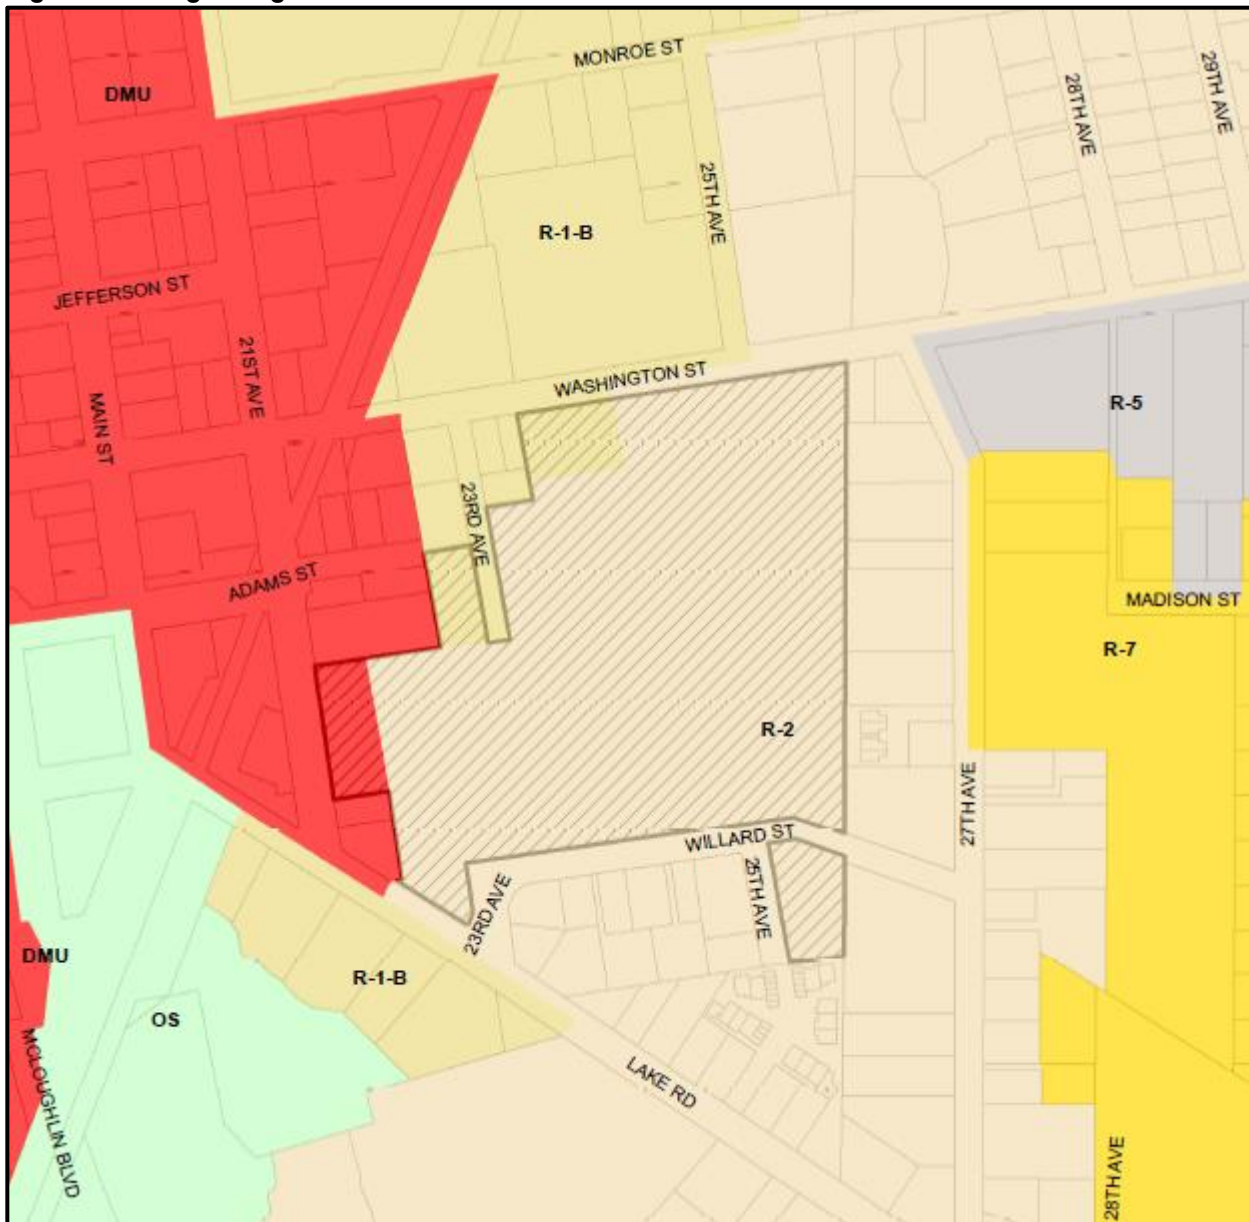 MONROE ST
DMU
28TH AVE
29TH AVE
25TH AVE
R-1-B
JEFFERSON ST
21ST AVE
WASHINGTON ST
MAIN ST
R-5
23RD AVE
ADAMS ST
MADISON ST
R-7
R-2
27TH AVE
WILLARD ST
25TH AVE
23RD AVE
DMU
R-1-B
OS
MCLOUGHLIN BLVD
LAKE RD
28TH AVE